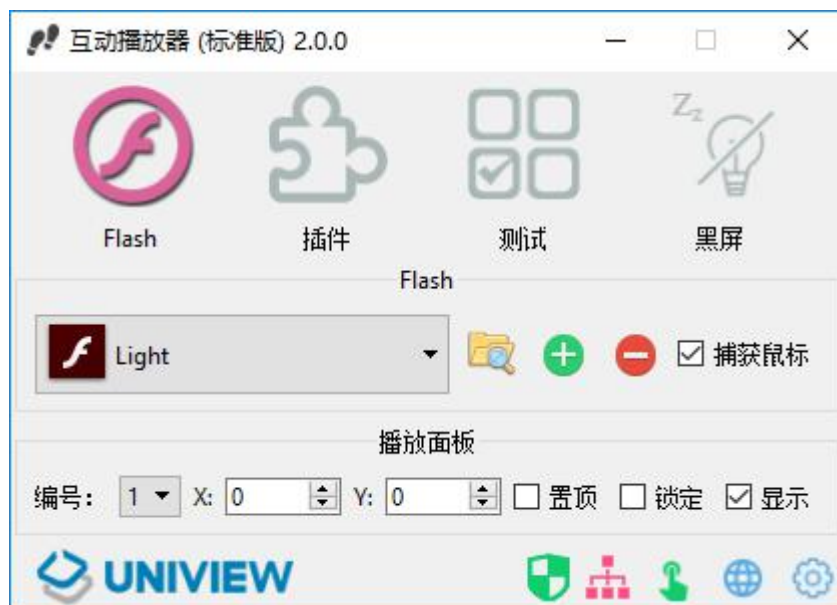 互动播放器 (标准版) 2.0.0
Zz
Flash 插件 测试 黑屏
Flash
Light 捕获鼠标
播放面板
编号： 1 X: 0 Y: 0 置顶 锁定 显示
UNIVIEW